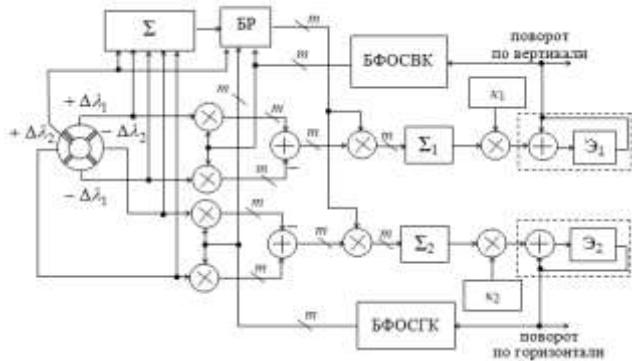 Σ
БР
m
поворот
по вертикали
m
БФОСВК
m
κ₁
+ Δλ₁
m
+ Δλ₂
− Δλ₂
m
m
Σ₁
Э₁
−
m
− Δλ₁
m
−
m
m
Σ₂
Э₂
m
κ₂
m
БФОСГК
поворот
по горизонтали